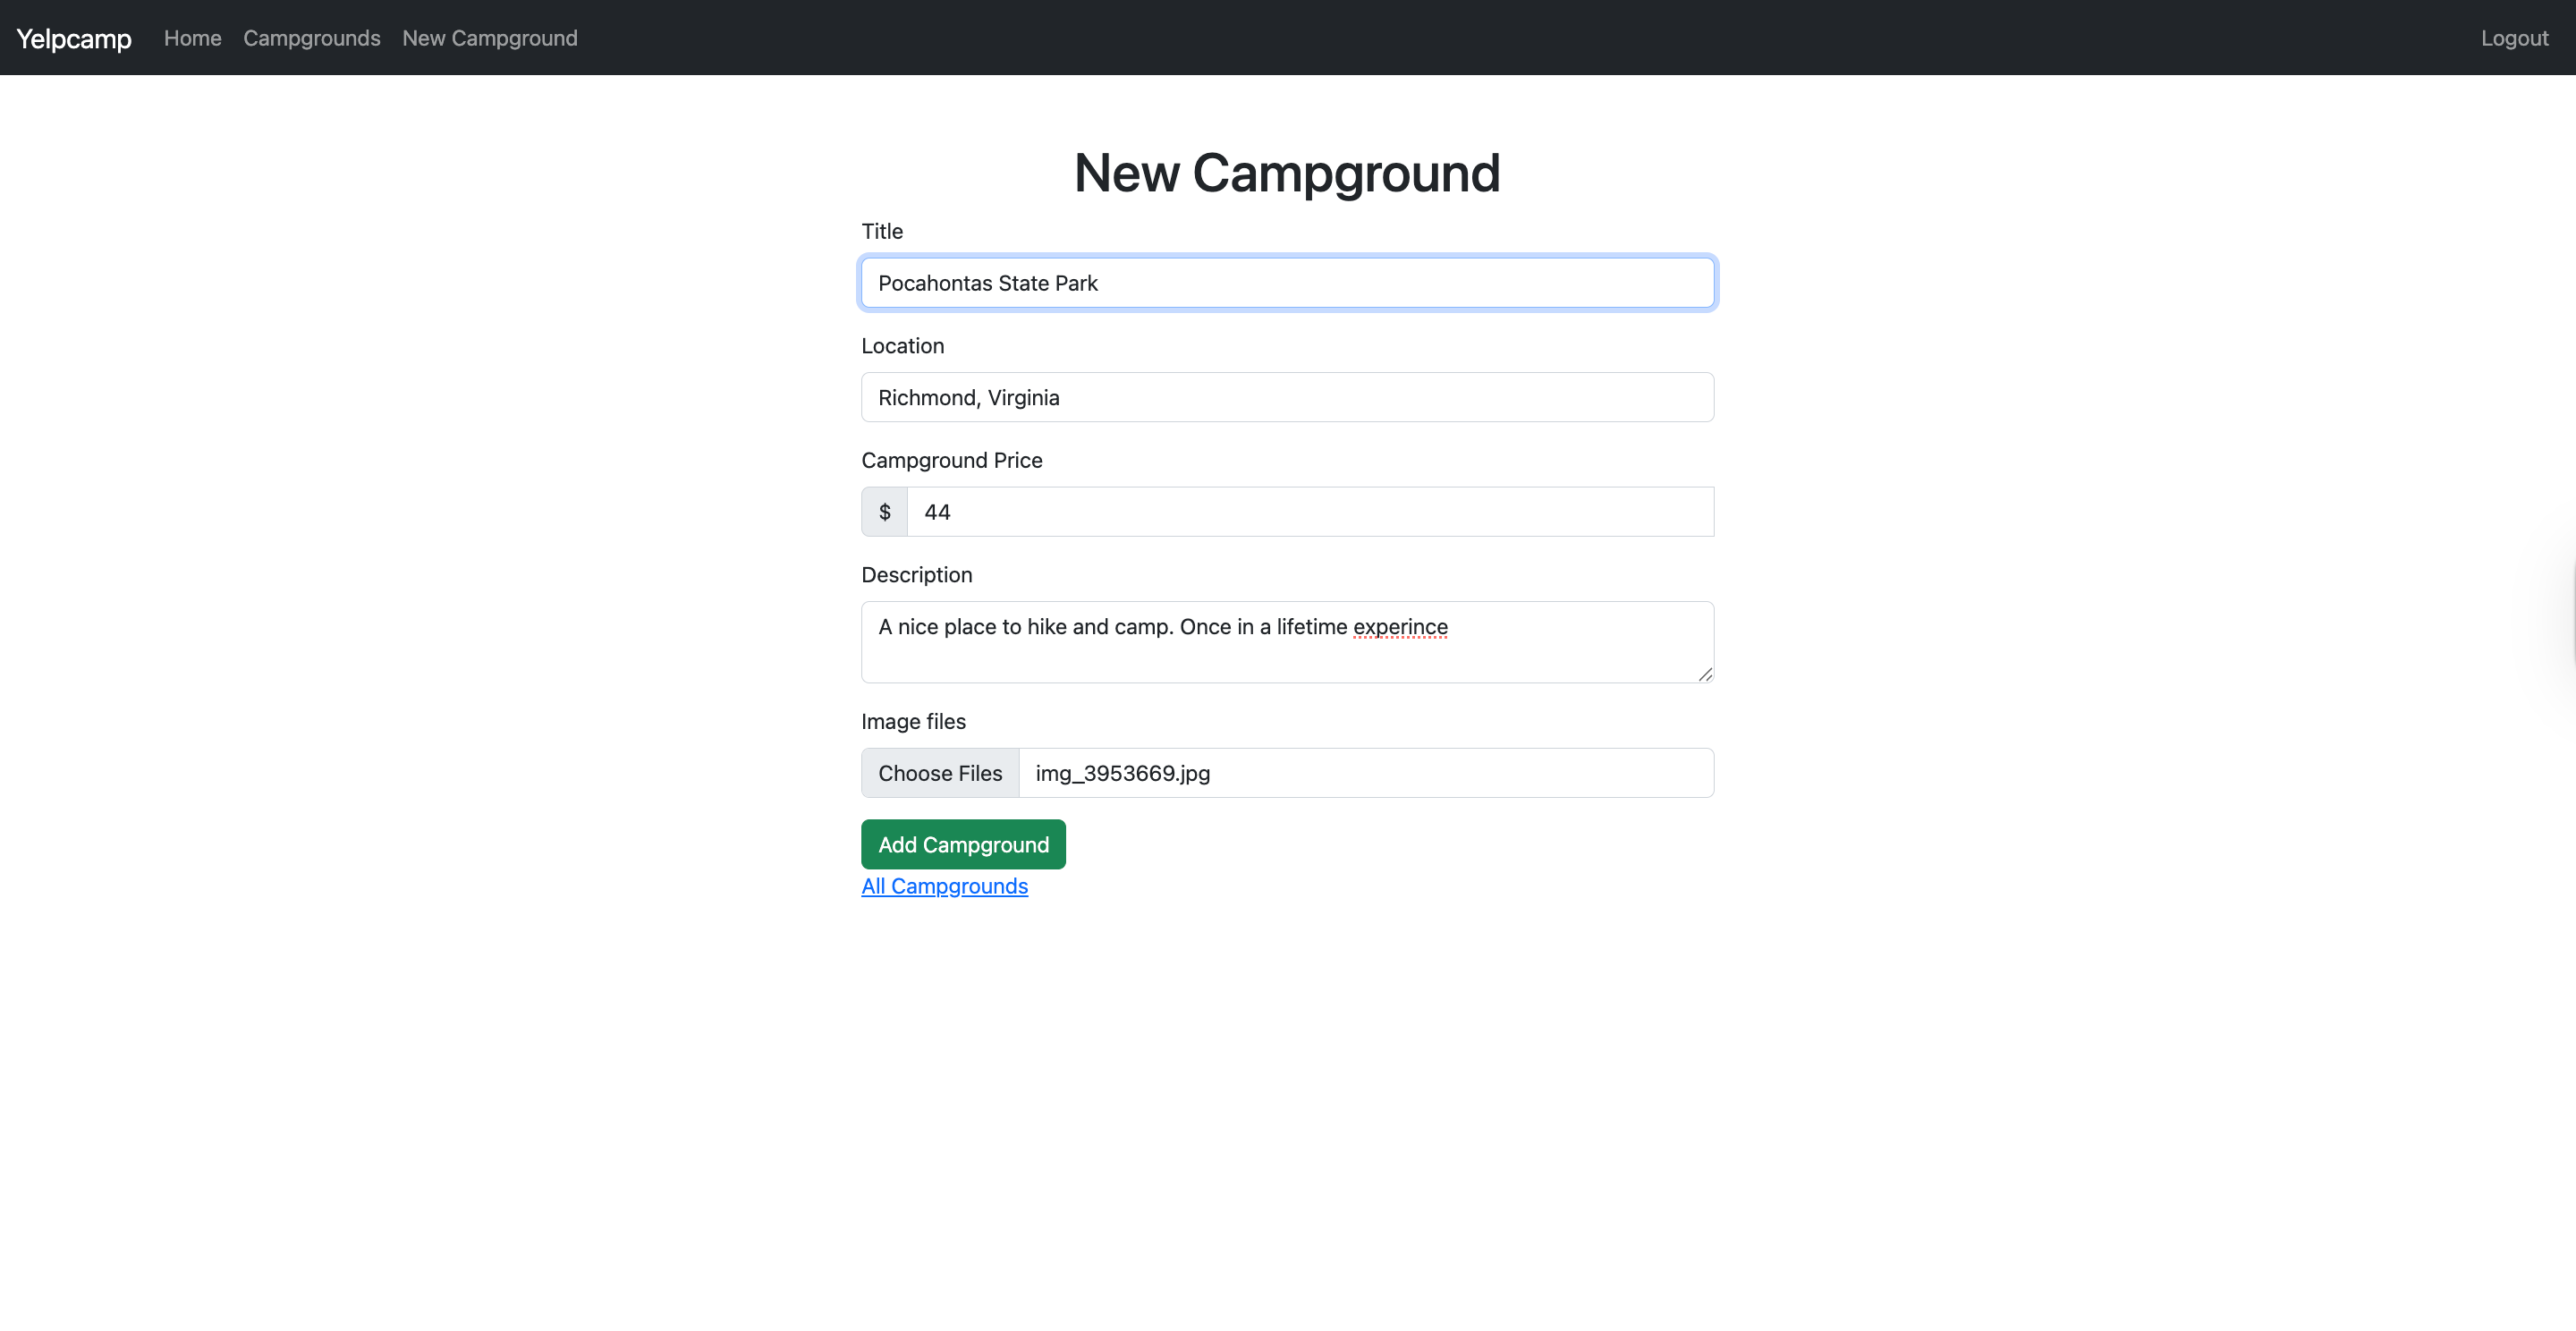 Yelpcamp Home Campgrounds New Campground Logout
New Campground
Title
Pocahontas State Park
Location
Richmond, Virginia
Campground Price
$ 44
Description
A nice place to hike and camp. Once in a lifetime experince
Image files
Choose Files img_3953669.jpg
Add Campground
All Campgrounds